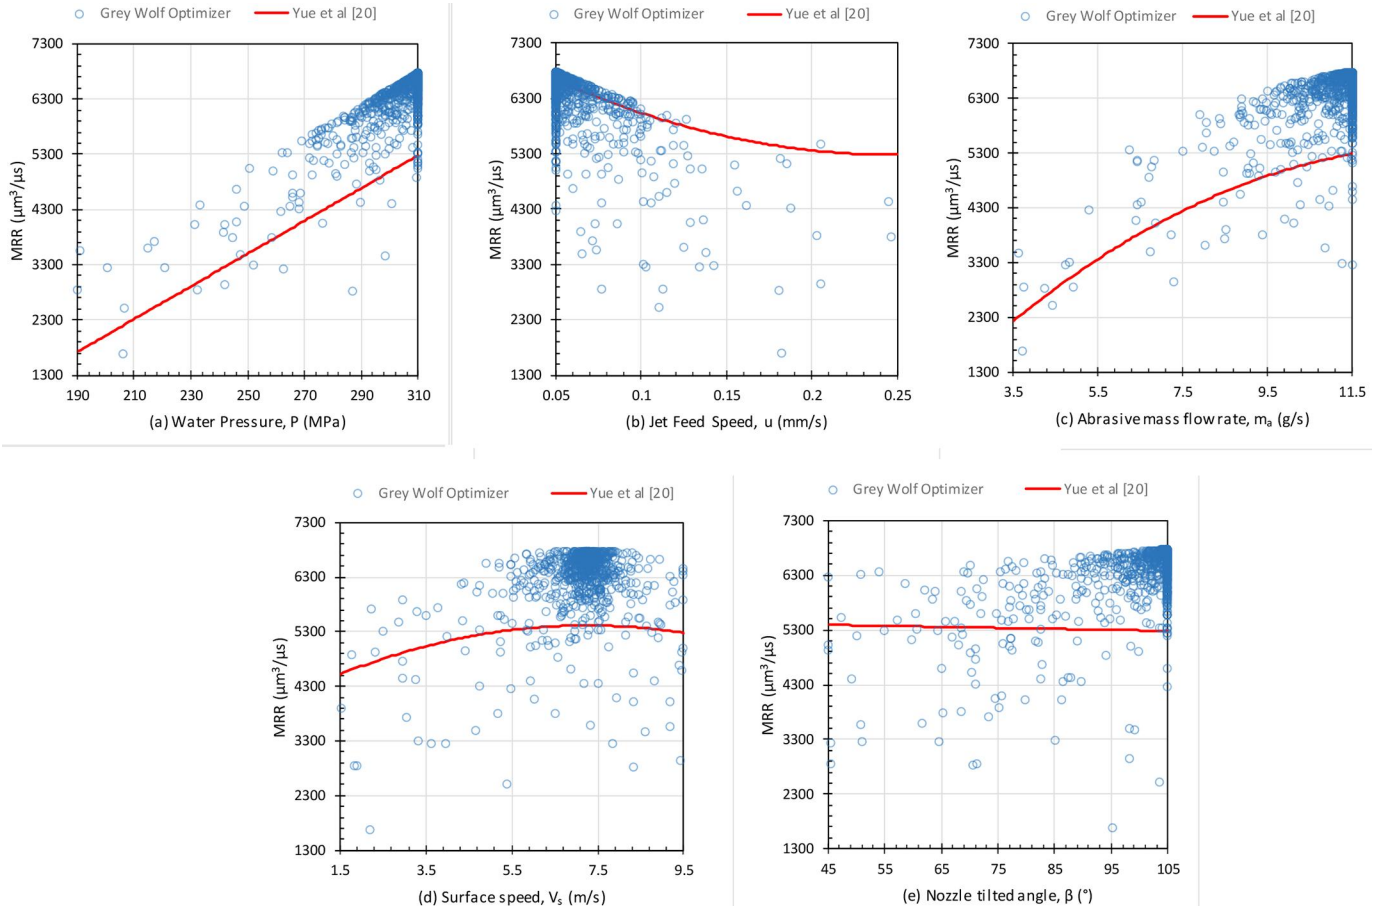 Grey Wolf Optimizer Yue et al [20]
7300
6300
5300
4300
3300
2300
1300
MRR (µm³/µs)
190 210 230 250 270 290 310
(a) Water Pressure, P (MPa)
Grey Wolf Optimizer Yue et al [20]
7300
6300
5300
4300
3300
2300
1300
MRR (µm³/µs)
0.05 0.1 0.15 0.2 0.25
(b) Jet Feed Speed, u (mm/s)
Grey Wolf Optimizer Yue et al [20]
7300
6300
5300
4300
3300
2300
1300
MRR (µm³/µs)
3.5 5.5 7.5 9.5 11.5
(c) Abrasive mass flow rate, mₐ (g/s)
Grey Wolf Optimizer Yue et al [20]
7300
6300
5300
4300
3300
2300
1300
MRR (µm³/µs)
1.5 3.5 5.5 7.5 9.5
(d) Surface speed, Vₛ (m/s)
Grey Wolf Optimizer Yue et al [20]
7300
6300
5300
4300
3300
2300
1300
MRR (µm³/µs)
45 55 65 75 85 95 105
(e) Nozzle tilted angle, β (°)